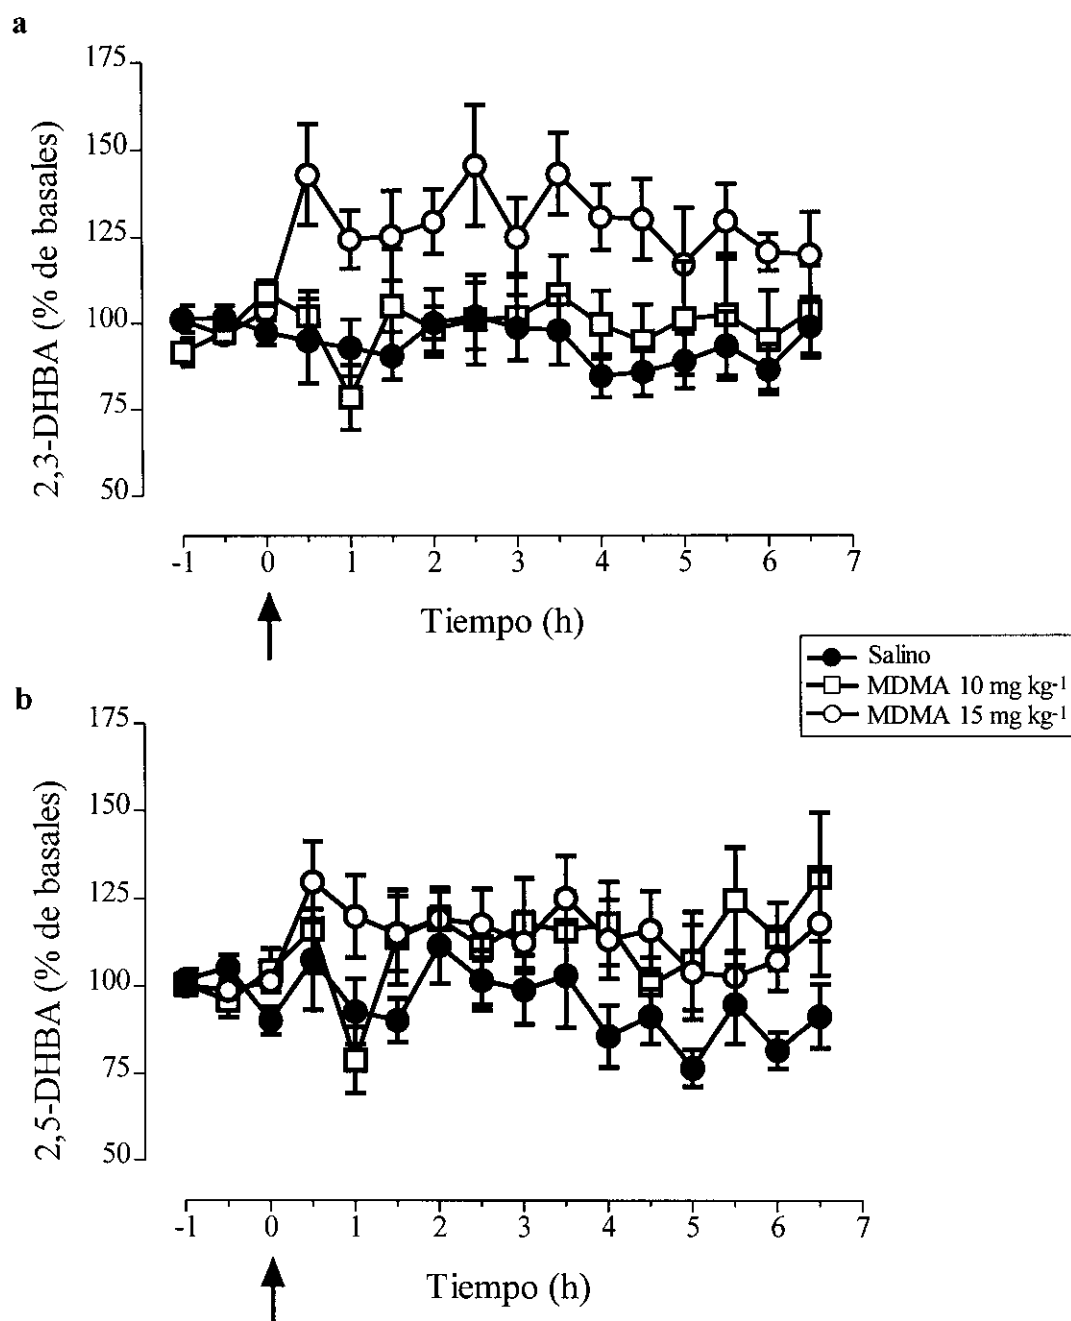 a
175
150
125
100
75
50
2,3-DHBA (% de basales)
-1 0 1 2 3 4 5 6 7
Tiempo (h)
Salino
MDMA 10 mg kg-1
MDMA 15 mg kg-1
b
175
150
125
100
75
50
2,5-DHBA (% de basales)
-1 0 1 2 3 4 5 6 7
Tiempo (h)